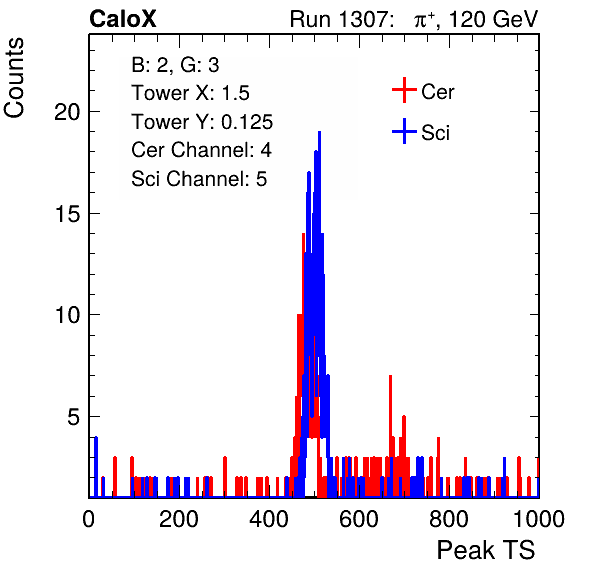 CaloX Run 1307: π⁺, 120 GeV
Counts
B: 2, G: 3
Tower X: 1.5
Tower Y: 0.125
Cer Channel: 4
Sci Channel: 5
Cer
Sci
20
15
10
5
0 200 400 600 800 1000
Peak TS